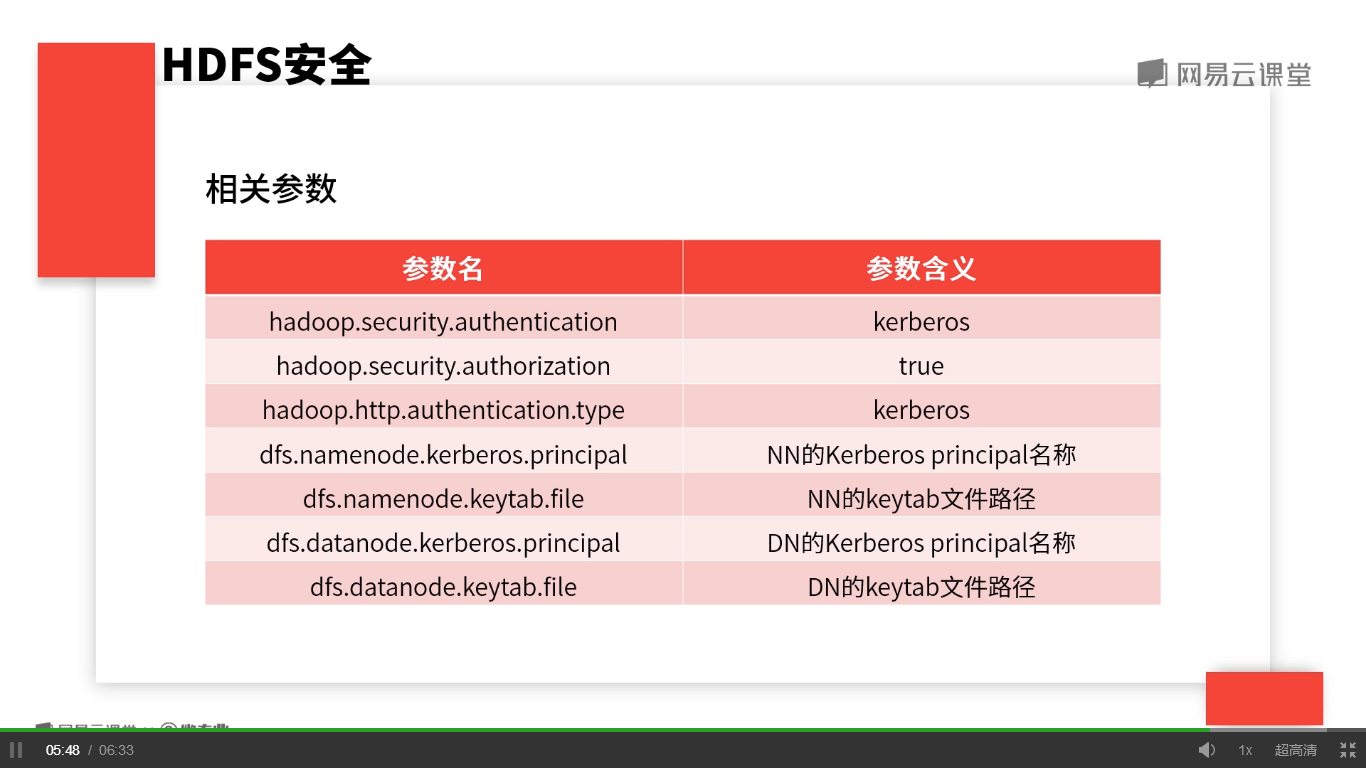 HDFS安全
网易云课堂
相关参数
参数名 参数含义
hadoop.security.authentication kerberos
hadoop.security.authorization true
hadoop.http.authentication.type kerberos
dfs.namenode.kerberos.principal NN的Kerberos principal名称
dfs.namenode.keytab.file NN的keytab文件路径
dfs.datanode.kerberos.principal DN的Kerberos principal名称
dfs.datanode.keytab.file DN的keytab文件路径
05:48 / 06:33 1x 超高清